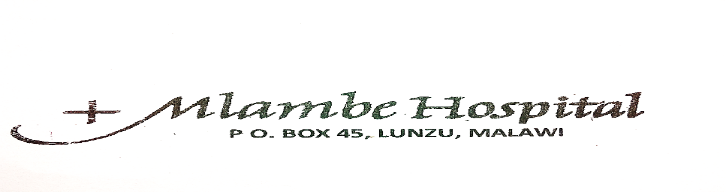 Mlambe Hospital
P O. BOX 45, LUNZU, MALAWI